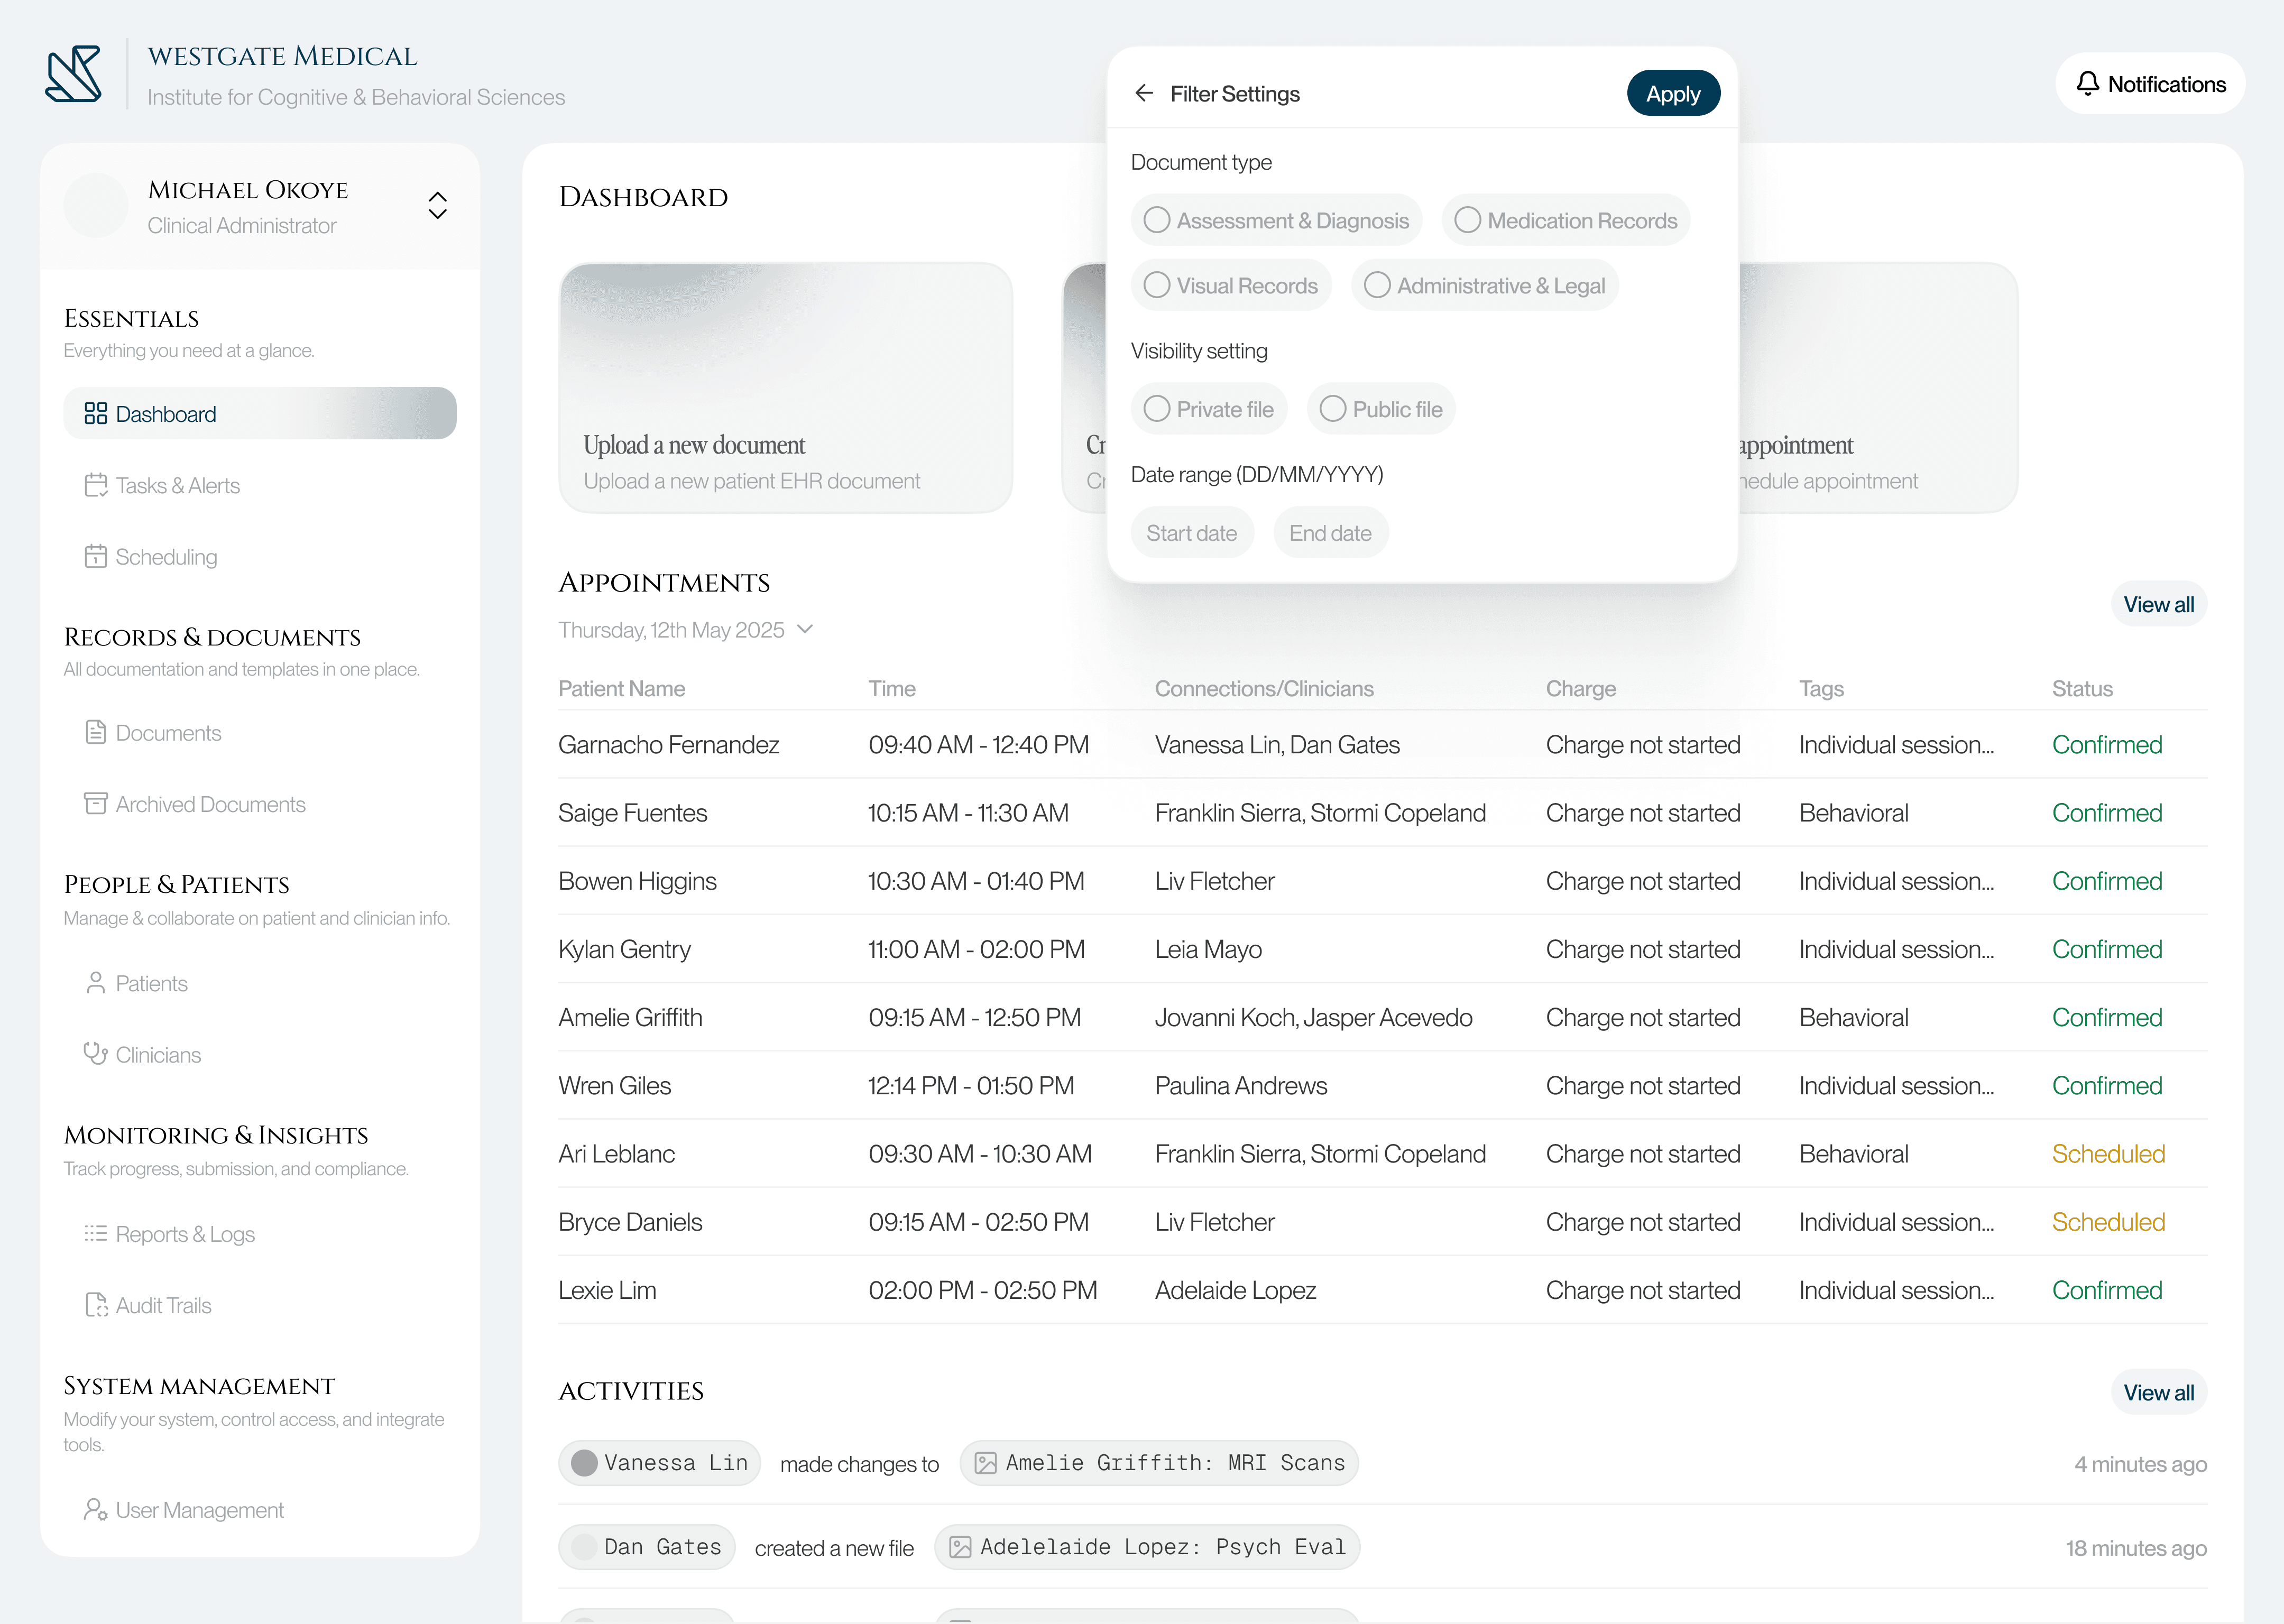 WESTGATE MEDICAL
Institute for Cognitive & Behavioral Sciences
Notifications
MICHAEL OKOYE
Clinical Administrator
ESSENTIALS
Everything you need at a glance.
Dashboard
Tasks & Alerts
Scheduling
RECORDS & DOCUMENTS
All documentation and templates in one place.
Documents
Archived Documents
PEOPLE & PATIENTS
Manage & collaborate on patient and clinician info.
Patients
Clinicians
MONITORING & INSIGHTS
Track progress, submission, and compliance.
Reports & Logs
Audit Trails
SYSTEM MANAGEMENT
Modify your system, control access, and integrate
tools.
User Management
Filter Settings
Apply
Document type
Assessment & Diagnosis Medication Records
Visual Records Administrative & Legal
Visibility setting
Private file Public file
Date range (DD/MM/YYYY)
Start date End date
DASHBOARD
Upload a new document
Upload a new patient EHR document
appointment
appointment
APPOINTMENTS
View all
Thursday, 12th May 2025
Patient Name Time Connections/Clinicians Charge Tags Status
Garnacho Fernandez 09:40 AM - 12:40 PM Vanessa Lin, Dan Gates Charge not started Individual session... Confirmed
Saige Fuentes 10:15 AM - 11:30 AM Franklin Sierra, Stormi Copeland Charge not started Behavioral Confirmed
Bowen Higgins 10:30 AM - 01:40 PM Liv Fletcher Charge not started Individual session... Confirmed
Kylan Gentry 11:00 AM - 02:00 PM Leia Mayo Charge not started Individual session... Confirmed
Amelie Griffith 09:15 AM - 12:50 PM Jovanni Koch, Jasper Acevedo Charge not started Behavioral Confirmed
Wren Giles 12:14 PM - 01:50 PM Paulina Andrews Charge not started Individual session... Confirmed
Ari Leblanc 09:30 AM - 10:30 AM Franklin Sierra, Stormi Copeland Charge not started Behavioral Scheduled
Bryce Daniels 09:15 AM - 02:50 PM Liv Fletcher Charge not started Individual session... Scheduled
Lexie Lim 02:00 PM - 02:50 PM Adelaide Lopez Charge not started Individual session... Confirmed
ACTIVITIES
View all
Vanessa Lin made changes to Amelie Griffith: MRI Scans 4 minutes ago
Dan Gates created a new file Adelelaide Lopez: Psych Eval 18 minutes ago